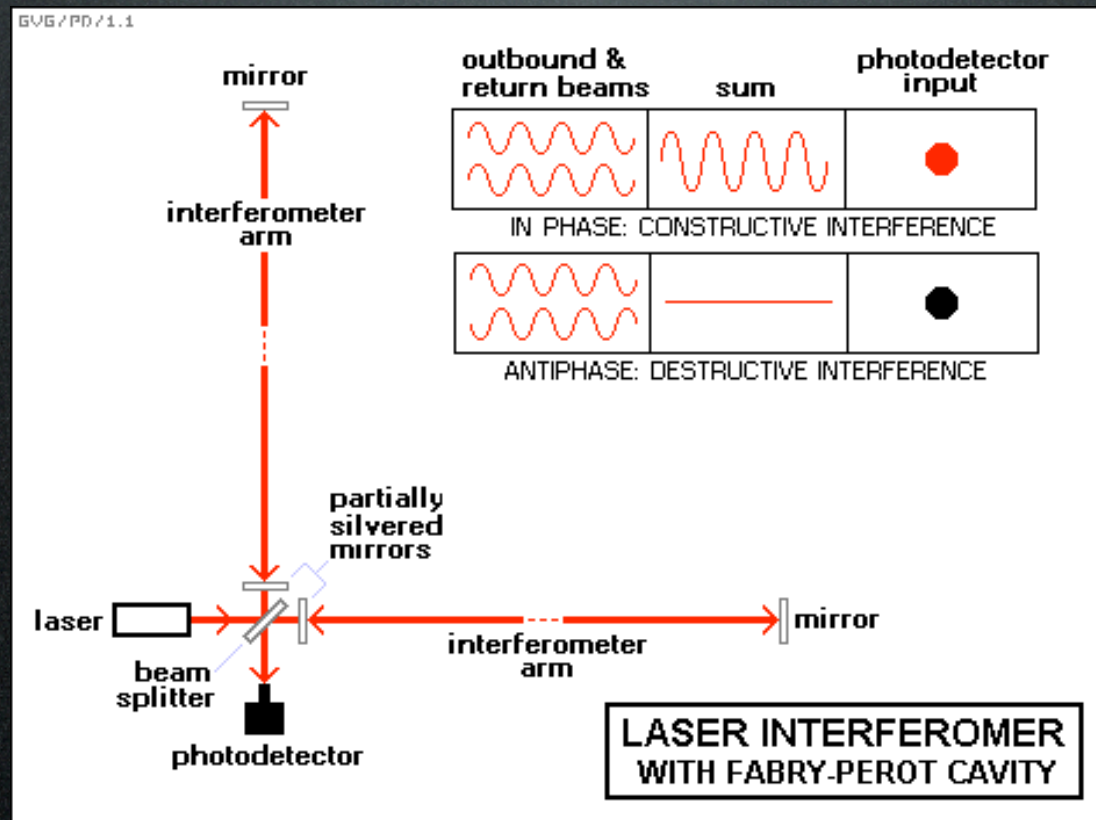 GVG/PD/1.1
mirror
outbound &
return beams
sum
photodetector
input
IN PHASE: CONSTRUCTIVE INTERFERENCE
ANTIPHASE: DESTRUCTIVE INTERFERENCE
interferometer
arm
partially
silvered
mirrors
laser
mirror
interferometer
arm
beam
splitter
photodetector
LASER INTERFEROMER
WITH FABRY-PEROT CAVITY